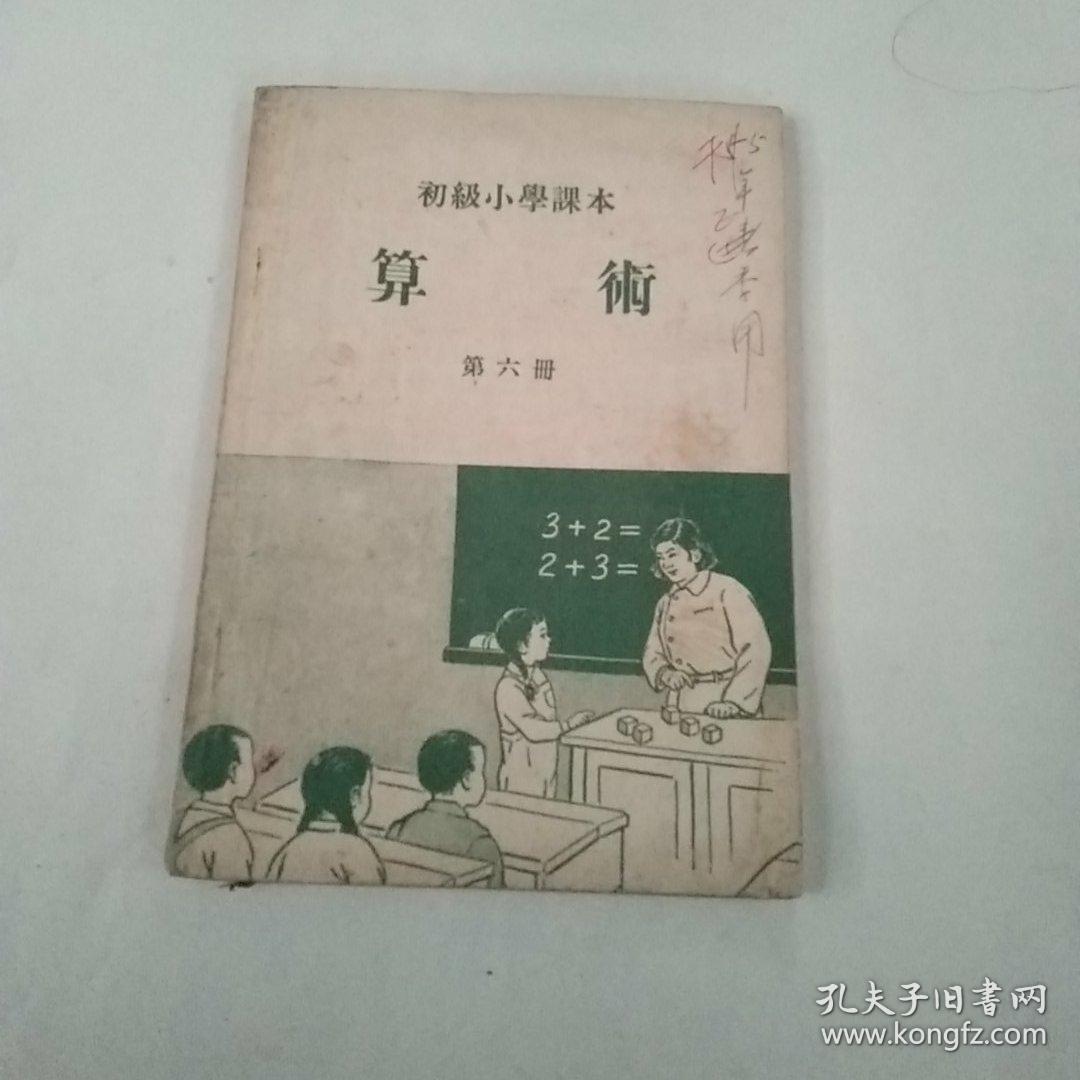 初級小學課本
算術
第六冊
3+2=
2+3=
孔夫子旧书网
www.kongfz.com